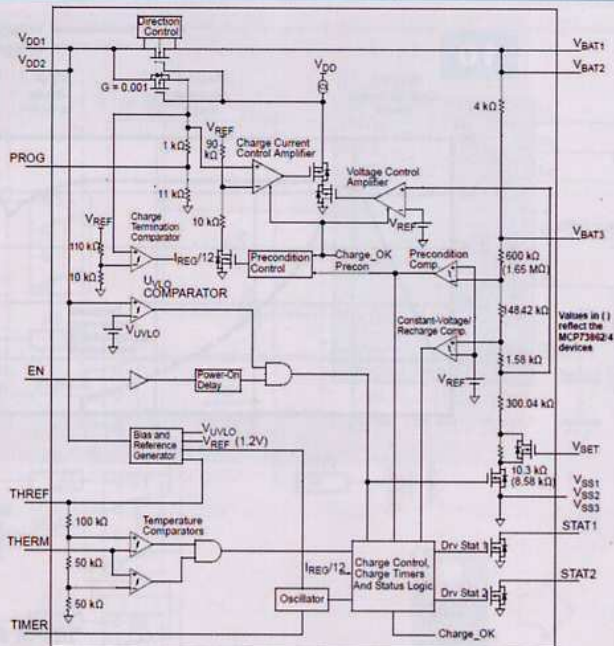 Direction
Control
VDD1
VDD2
VBAT1
VBAT2
G = 0.001
VDD
4 kΩ
VREF
90
kΩ
1 kΩ
PROG
11 kΩ
Charge Current
Control Amplifier
Voltage Control
Amplifier
VREF
VBAT3
Charge
Termination
Comparator
VREF
110 kΩ
10 kΩ
10 kΩ
IREG/12
Precondition
Control
Charge_OK
Precon
Precondition
Comp.
600 kΩ
(1.65 MΩ)
UVLO
COMPARATOR
VUVLO
148.42 kΩ
Constant-Voltage/
Recharge Comp.
1.58 kΩ
Values in ( )
reflect the
MCP73862/4
devices
VREF
EN
Power-On
Delay
300.04 kΩ
Bias and
Reference
Generator
VUVLO
VREF (1.2V)
VSET
10.3 kΩ
(8.58 kΩ)
VSS1
VSS2
VSS3
THREF
100 kΩ
Temperature
Comparators
THERM
50 kΩ
50 kΩ
STAT1
Drv Stat 1
IREG/12
Charge Control,
Charge Timers
And Status Logic
STAT2
Drv Stat 2
Oscillator
TIMER
Charge_OK